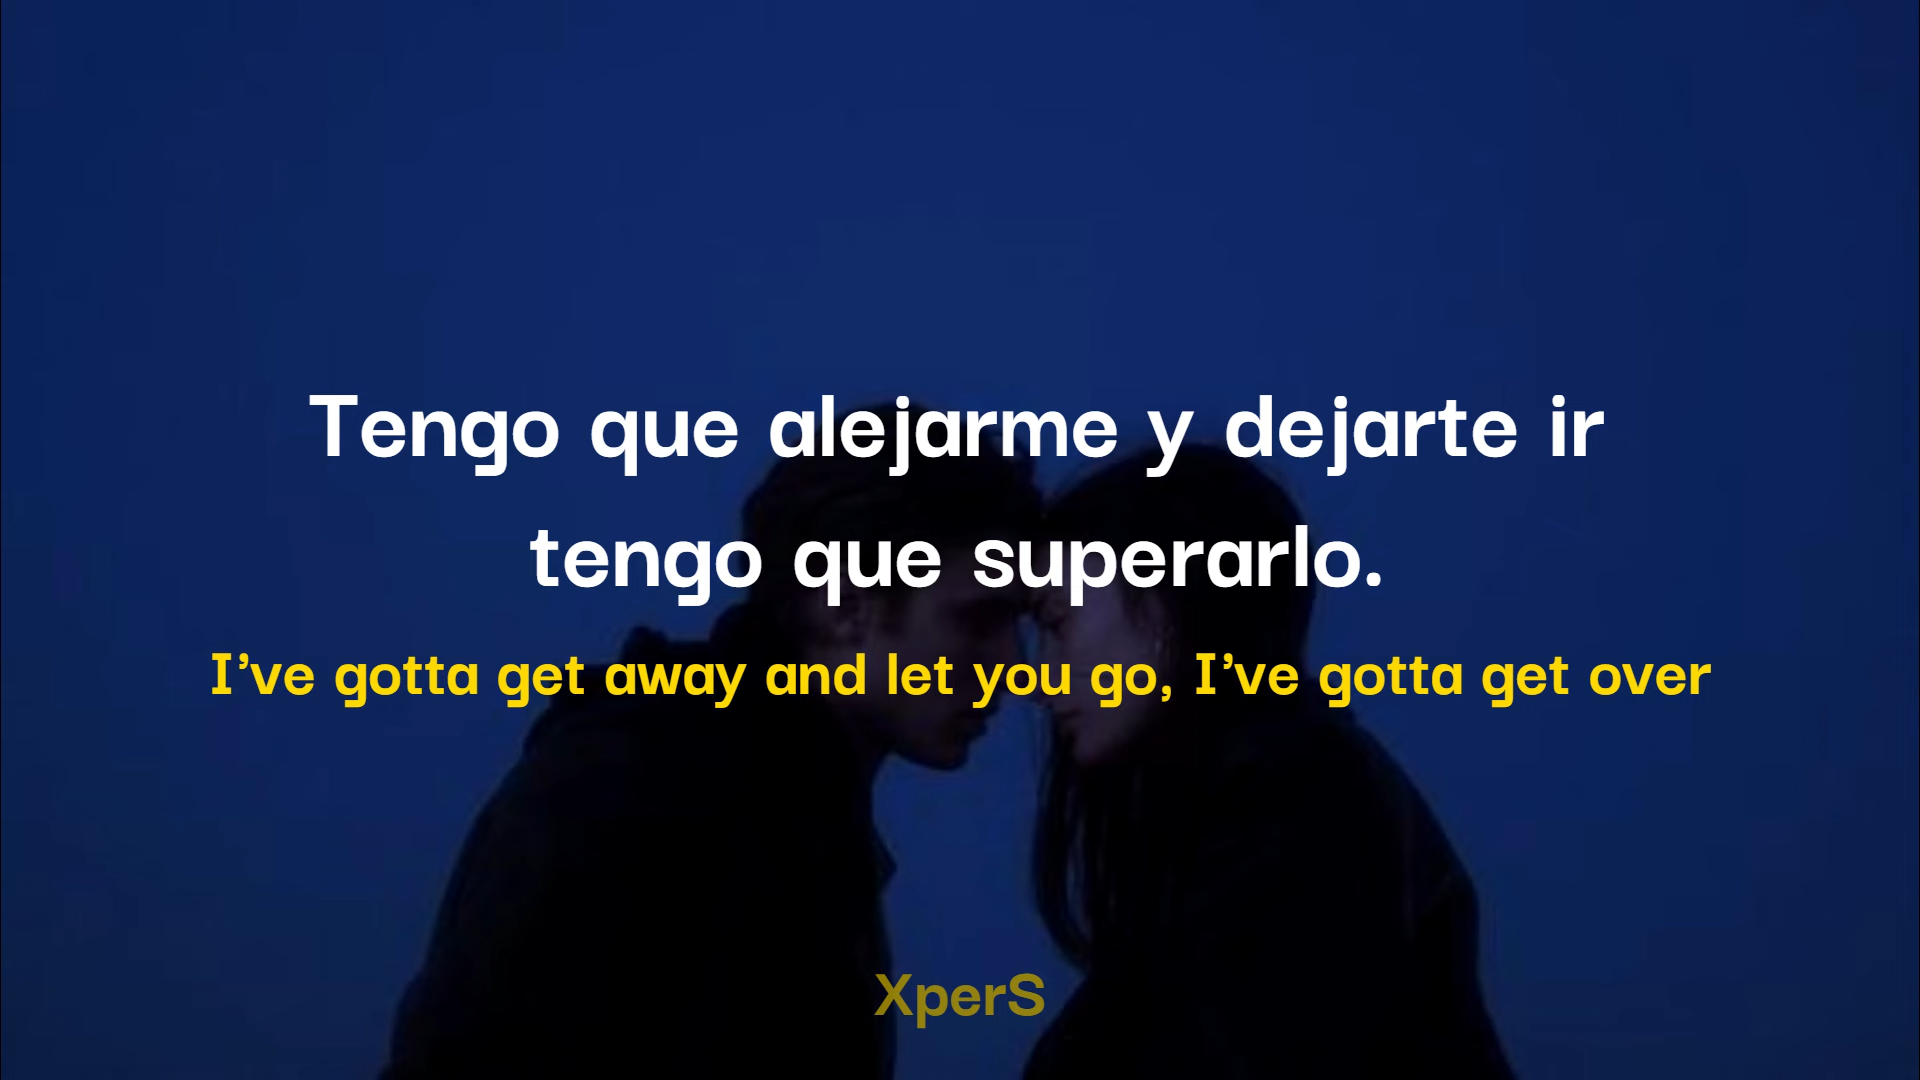 Tengo que alejarme y dejarte ir
tengo que superarlo.
I’ve gotta get away and let you go, I’ve gotta get over
XperS